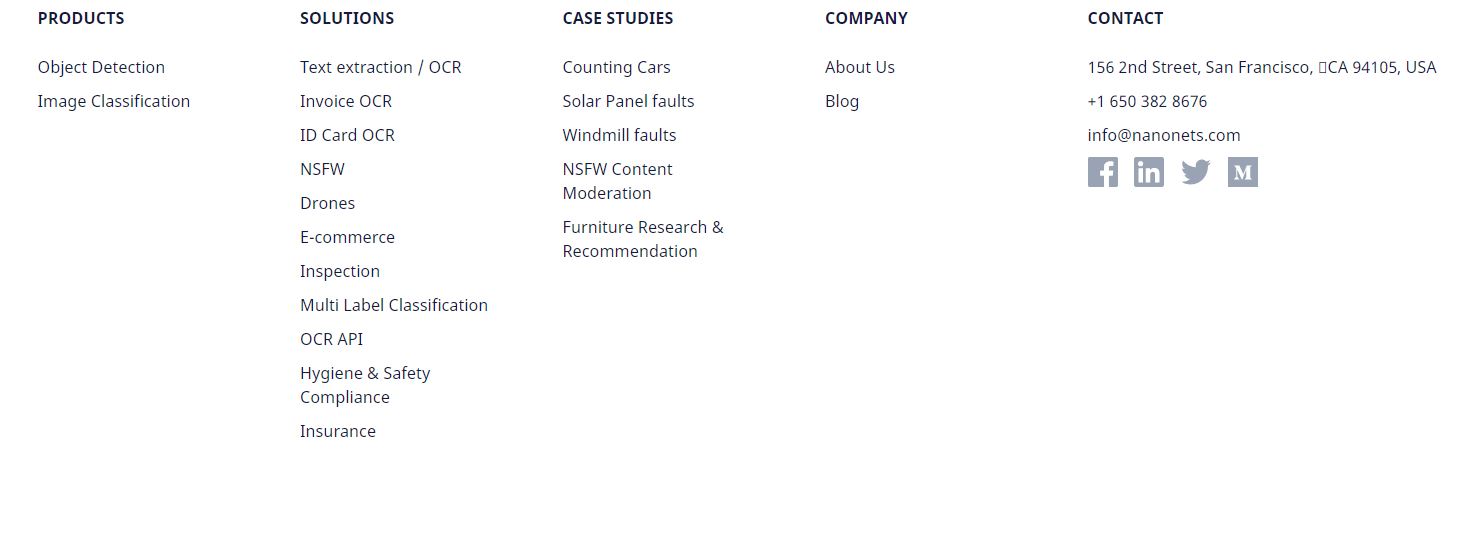 PRODUCTS
Object Detection
Image Classification
SOLUTIONS
Text extraction / OCR
Invoice OCR
ID Card OCR
NSFW
Drones
E-commerce
Inspection
Multi Label Classification
OCR API
Hygiene & Safety
Compliance
Insurance
CASE STUDIES
Counting Cars
Solar Panel faults
Windmill faults
NSFW Content
Moderation
Furniture Research &
Recommendation
COMPANY
About Us
Blog
CONTACT
156 2nd Street, San Francisco, CA 94105, USA
+1 650 382 8676
info@nanonets.com